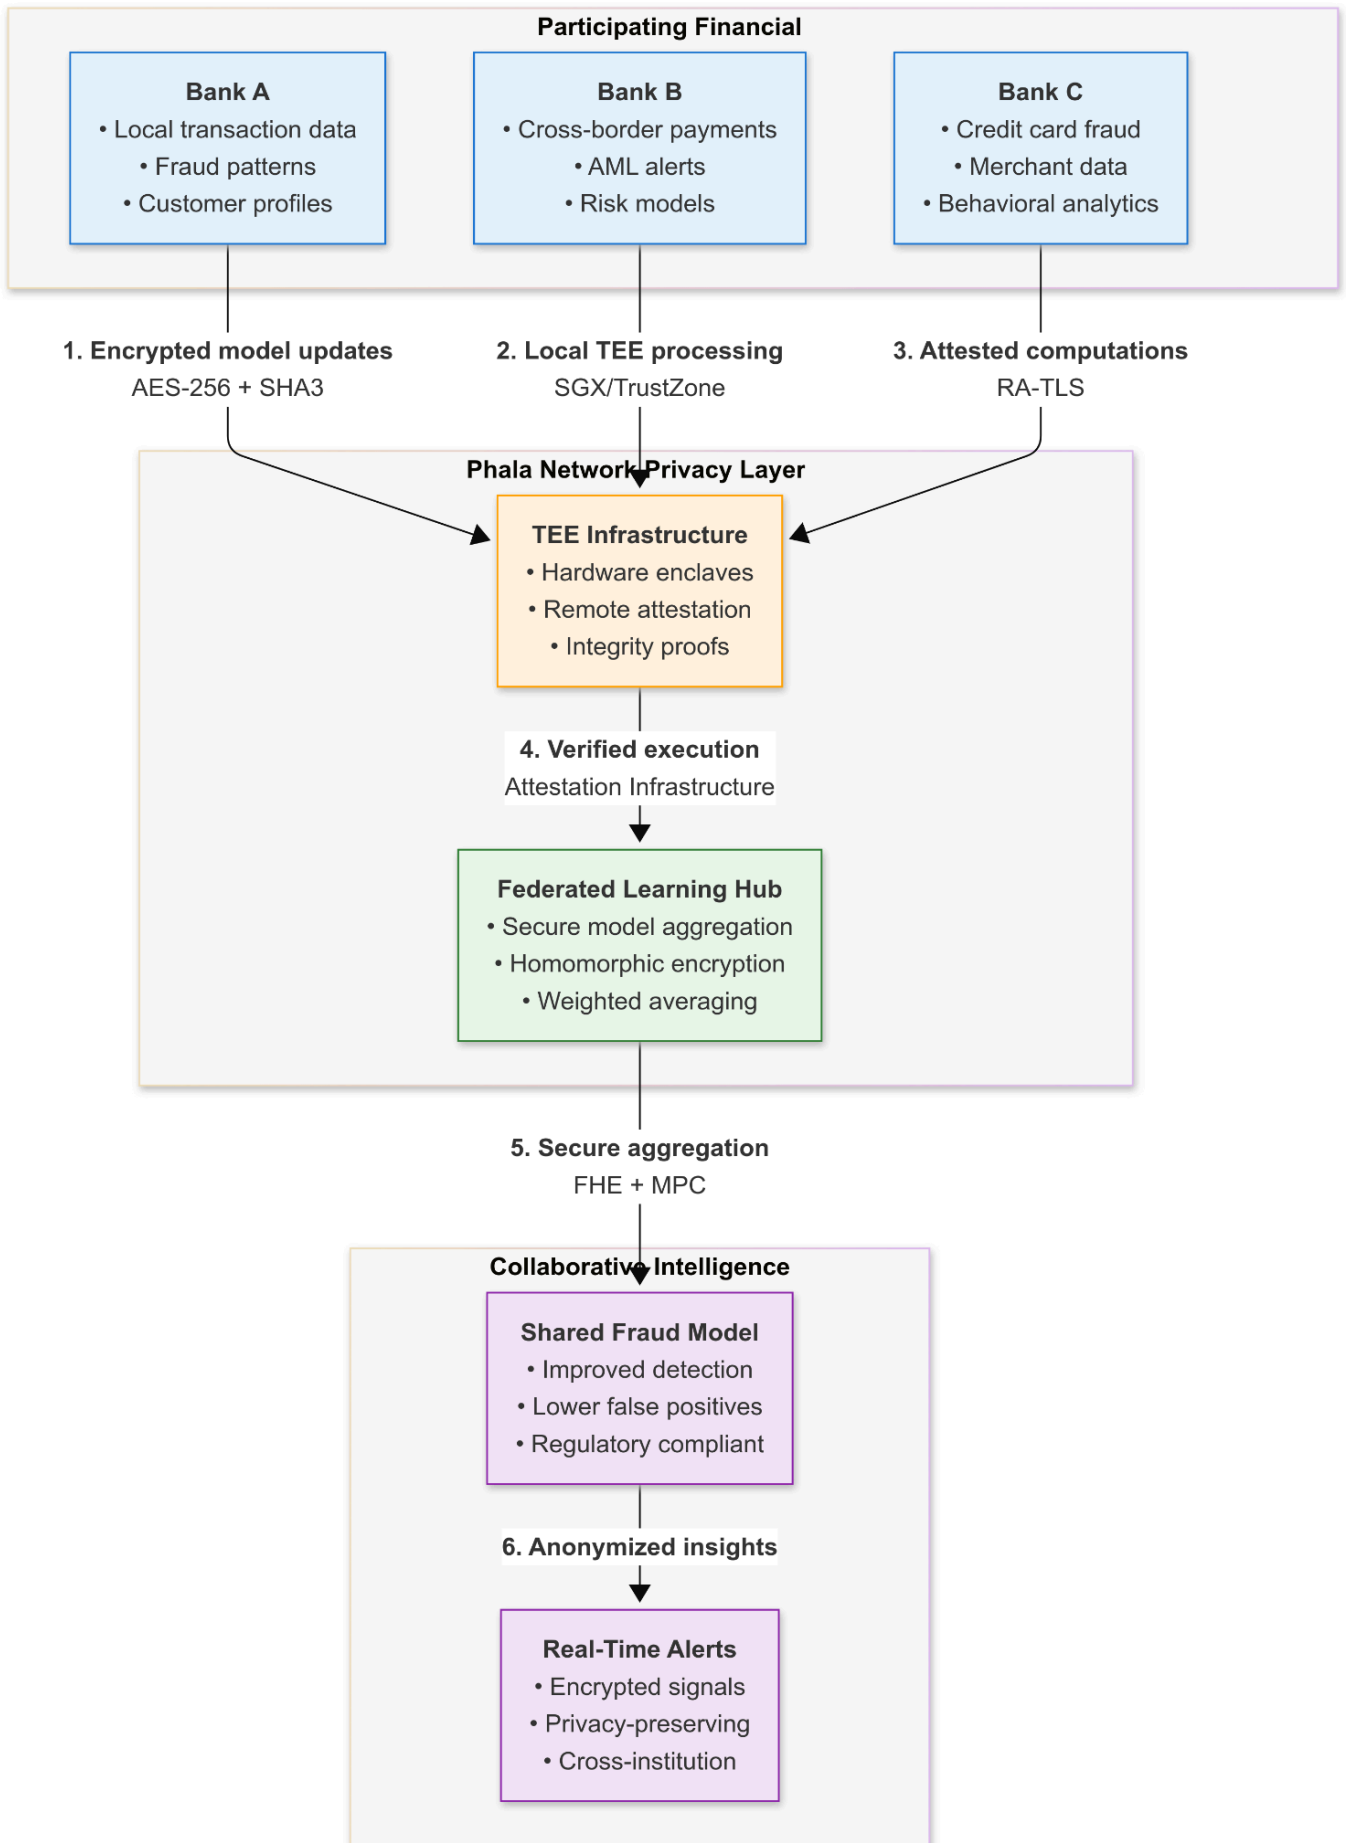 Participating Financial
Bank A
• Local transaction data
• Fraud patterns
• Customer profiles
Bank B
• Cross-border payments
• AML alerts
• Risk models
Bank C
• Credit card fraud
• Merchant data
• Behavioral analytics
1. Encrypted model updates
AES-256 + SHA3
2. Local TEE processing
SGX/TrustZone
3. Attested computations
RA-TLS
Phala Network Privacy Layer
TEE Infrastructure
• Hardware enclaves
• Remote attestation
• Integrity proofs
4. Verified execution
Attestation Infrastructure
Federated Learning Hub
• Secure model aggregation
• Homomorphic encryption
• Weighted averaging
5. Secure aggregation
FHE + MPC
Collaborative Intelligence
Shared Fraud Model
• Improved detection
• Lower false positives
• Regulatory compliant
6. Anonymized insights
Real-Time Alerts
• Encrypted signals
• Privacy-preserving
• Cross-institution